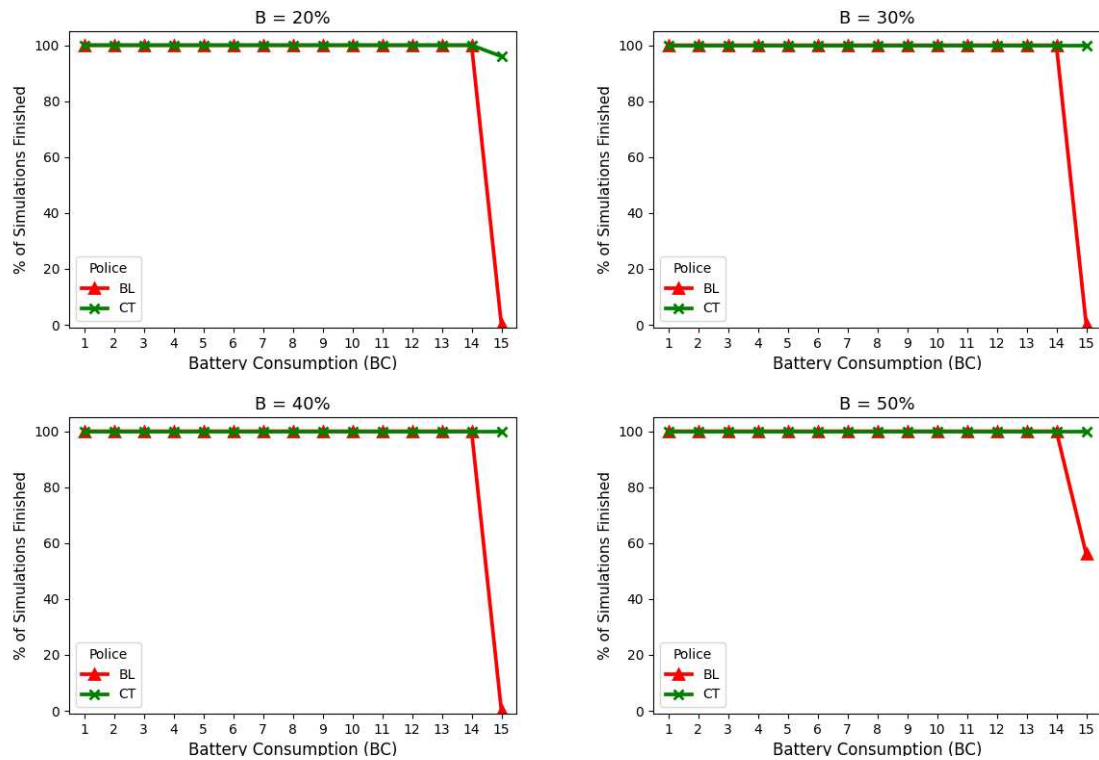 B = 20%
100
80
60
40
20
0
% of Simulations Finished
Police
BL
CT
1 2 3 4 5 6 7 8 9 10 11 12 13 14 15
Battery Consumption (BC)
B = 30%
100
80
60
40
20
0
% of Simulations Finished
Police
BL
CT
1 2 3 4 5 6 7 8 9 10 11 12 13 14 15
Battery Consumption (BC)
B = 40%
100
80
60
40
20
0
% of Simulations Finished
Police
BL
CT
1 2 3 4 5 6 7 8 9 10 11 12 13 14 15
Battery Consumption (BC)
B = 50%
100
80
60
40
20
0
% of Simulations Finished
Police
BL
CT
1 2 3 4 5 6 7 8 9 10 11 12 13 14 15
Battery Consumption (BC)